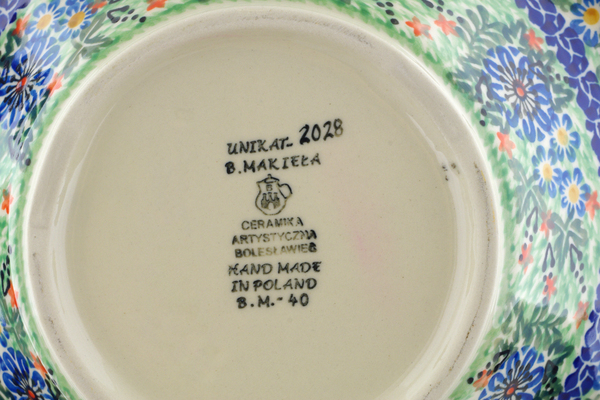 UNIKAT- 2028
B. MAKIEŁA
CERAMIKA
ARTYSTYCZNA
BOLESŁAWIEC
HAND MADE
IN POLAND
B.M.- 40